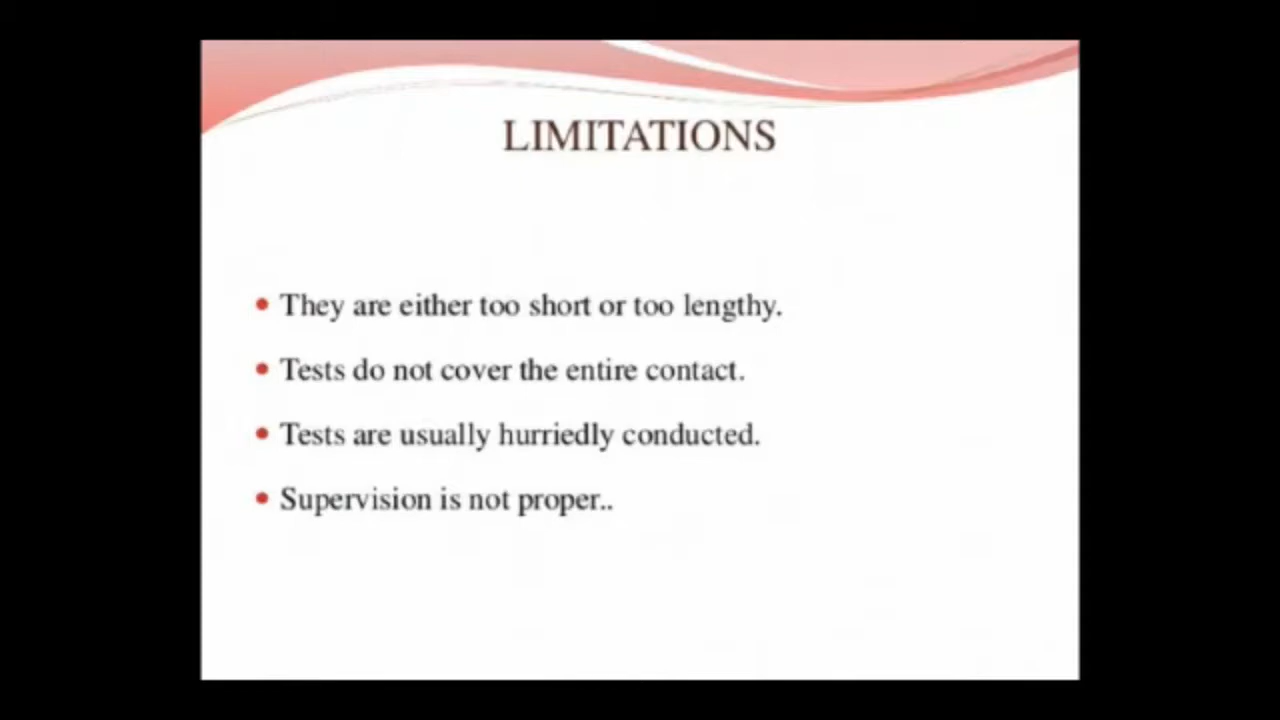 LIMITATIONS
• They are either too short or too lengthy.
• Tests do not cover the entire contact.
• Tests are usually hurriedly conducted.
• Supervision is not proper..